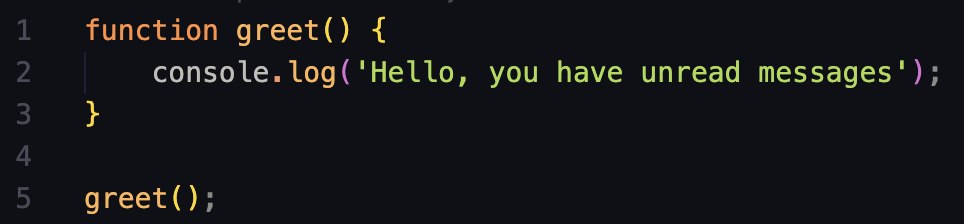 1 function greet() {
2     console.log('Hello, you have unread messages');
3 }
4
5 greet();